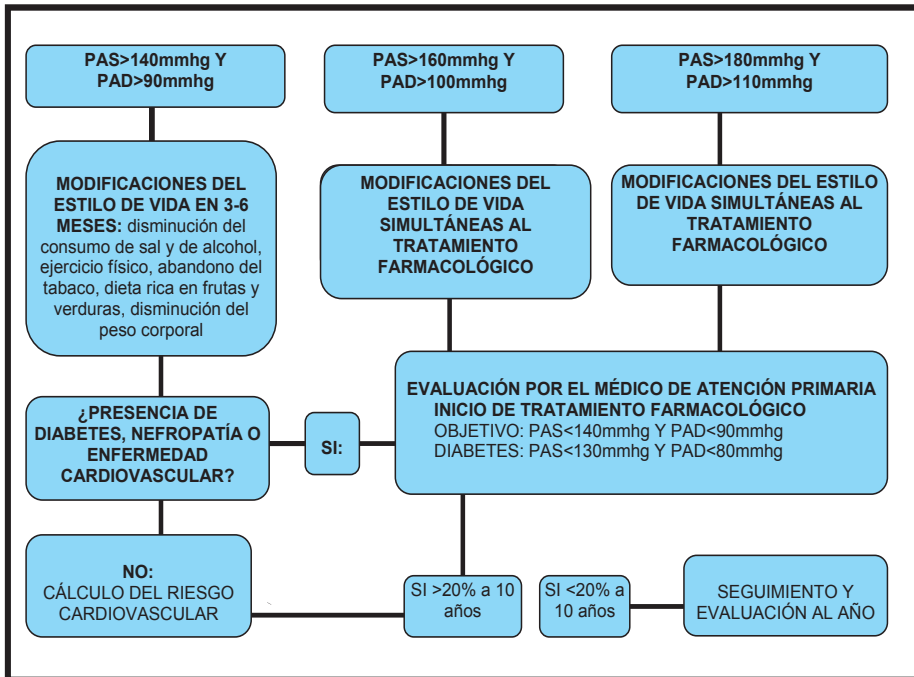 PAS>140mmhg Y
PAD>90mmhg
PAS>160mmhg Y
PAD>100mmhg
PAS>180mmhg Y
PAD>110mmhg
MODIFICACIONES DEL
ESTILO DE VIDA EN 3-6
MESES: disminución del
consumo de sal y de alcohol,
ejercicio físico, abandono del
tabaco, dieta rica en frutas y
verduras, disminución del
peso corporal
MODIFICACIONES DEL
ESTILO DE VIDA
SIMULTÁNEAS AL
TRATAMIENTO
FARMACOLÓGICO
MODIFICACIONES DEL ESTILO
DE VIDA SIMULTÁNEAS AL
TRATAMIENTO
FARMACOLÓGICO
¿PRESENCIA DE
DIABETES, NEFROPATÍA O
ENFERMEDAD
CARDIOVASCULAR?
SI:
EVALUACIÓN POR EL MÉDICO DE ATENCIÓN PRIMARIA
INICIO DE TRATAMIENTO FARMACOLÓGICO
OBJETIVO: PAS<140mmhg Y PAD<90mmhg
DIABETES: PAS<130mmhg Y PAD<80mmhg
NO:
CÁLCULO DEL RIESGO
CARDIOVASCULAR
SI >20% a 10
años
SI <20% a
10 años
SEGUIMIENTO Y
EVALUACIÓN AL AÑO